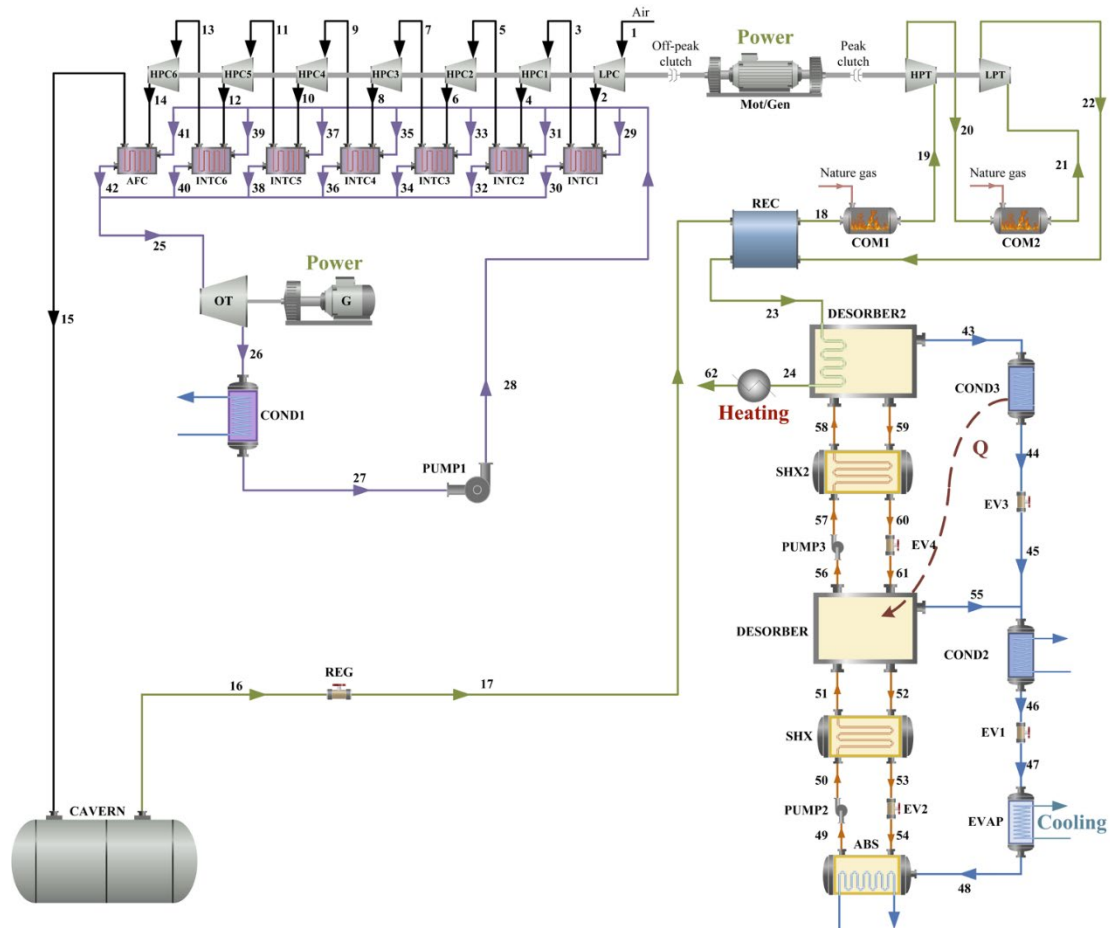 Air
13
11
9
7
5
3
1
Off-peak
clutch
Power
Peak
clutch
HPC6
HPC5
HPC4
HPC3
HPC2
HPC1
LPC
Mot/Gen
HPT
LPT
14
12
10
8
6
4
2
41
39
37
35
33
31
29
22
20
19
21
AFC
INTC6
INTC5
INTC4
INTC3
INTC2
INTC1
42
40
38
36
34
32
30
Nature gas
Nature gas
REC
18
COM1
COM2
25
Power
OT
G
15
23
DESORBER2
43
26
28
62
24
Heating
COND3
COND1
58
59
Q
SHX2
44
27
PUMP1
EV3
57
60
PUMP3
EV4
45
56
61
55
DESORBER
COND2
16
REG
17
51
52
46
SHX
EV1
50
53
47
CAVERN
PUMP2
EV2
EVAP
Cooling
49
54
ABS
48